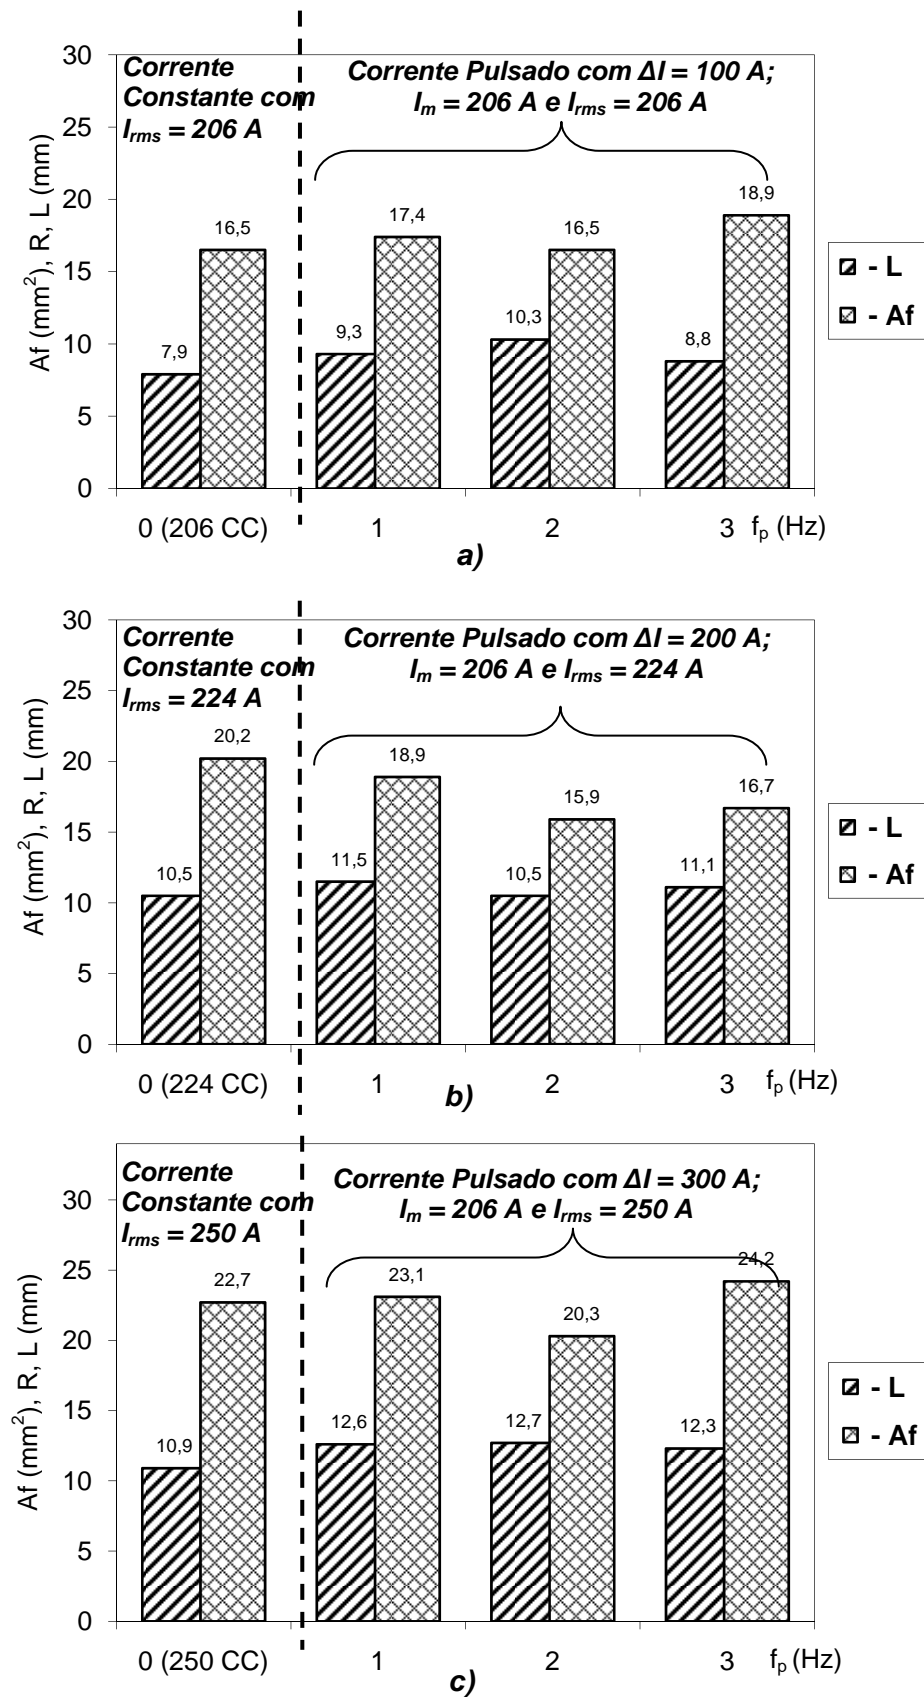 30
25
20
15
10
5
0
Af (mm²), R, L (mm)
Corrente
Constante com
Irms = 206 A
Corrente Pulsado com ΔI = 100 A;
Im = 206 A e Irms = 206 A
7,9
16,5
9,3
17,4
10,3
16,5
8,8
18,9
- L
- Af
0 (206 CC) 1 2 3 fp (Hz)
a)
30
25
20
15
10
5
0
Af (mm²), R, L (mm)
Corrente
Constante com
Irms = 224 A
Corrente Pulsado com ΔI = 200 A;
Im = 206 A e Irms = 224 A
10,5
20,2
11,5
18,9
10,5
15,9
11,1
16,7
- L
- Af
0 (224 CC) 1 2 3 fp (Hz)
b)
30
25
20
15
10
5
0
Af (mm²), R, L (mm)
Corrente
Constante com
Irms = 250 A
Corrente Pulsado com ΔI = 300 A;
Im = 206 A e Irms = 250 A
10,9
22,7
12,6
23,1
12,7
20,3
12,3
24,2
- L
- Af
0 (250 CC) 1 2 3 fp (Hz)
c)